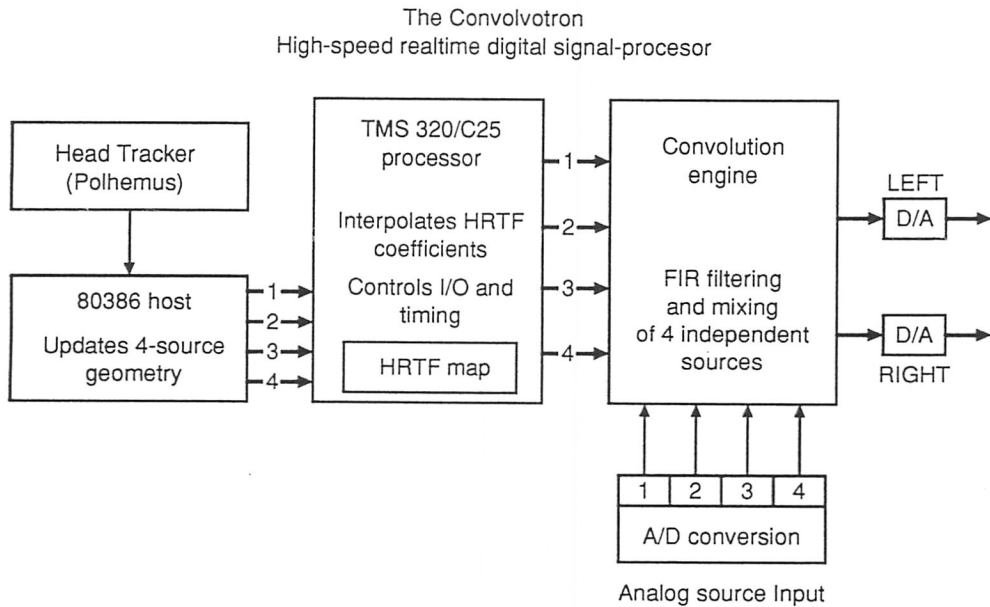 The Convolvotron
High-speed realtime digital signal-procesor
Head Tracker
(Polhemus)
80386 host
Updates 4-source
geometry
1
2
3
4
TMS 320/C25
processor
Interpolates HRTF
coefficients
Controls I/O and
timing
HRTF map
1
2
3
4
Convolution
engine
FIR filtering
and mixing
of 4 independent
sources
LEFT
D/A
D/A
RIGHT
1 2 3 4
A/D conversion
Analog source Input